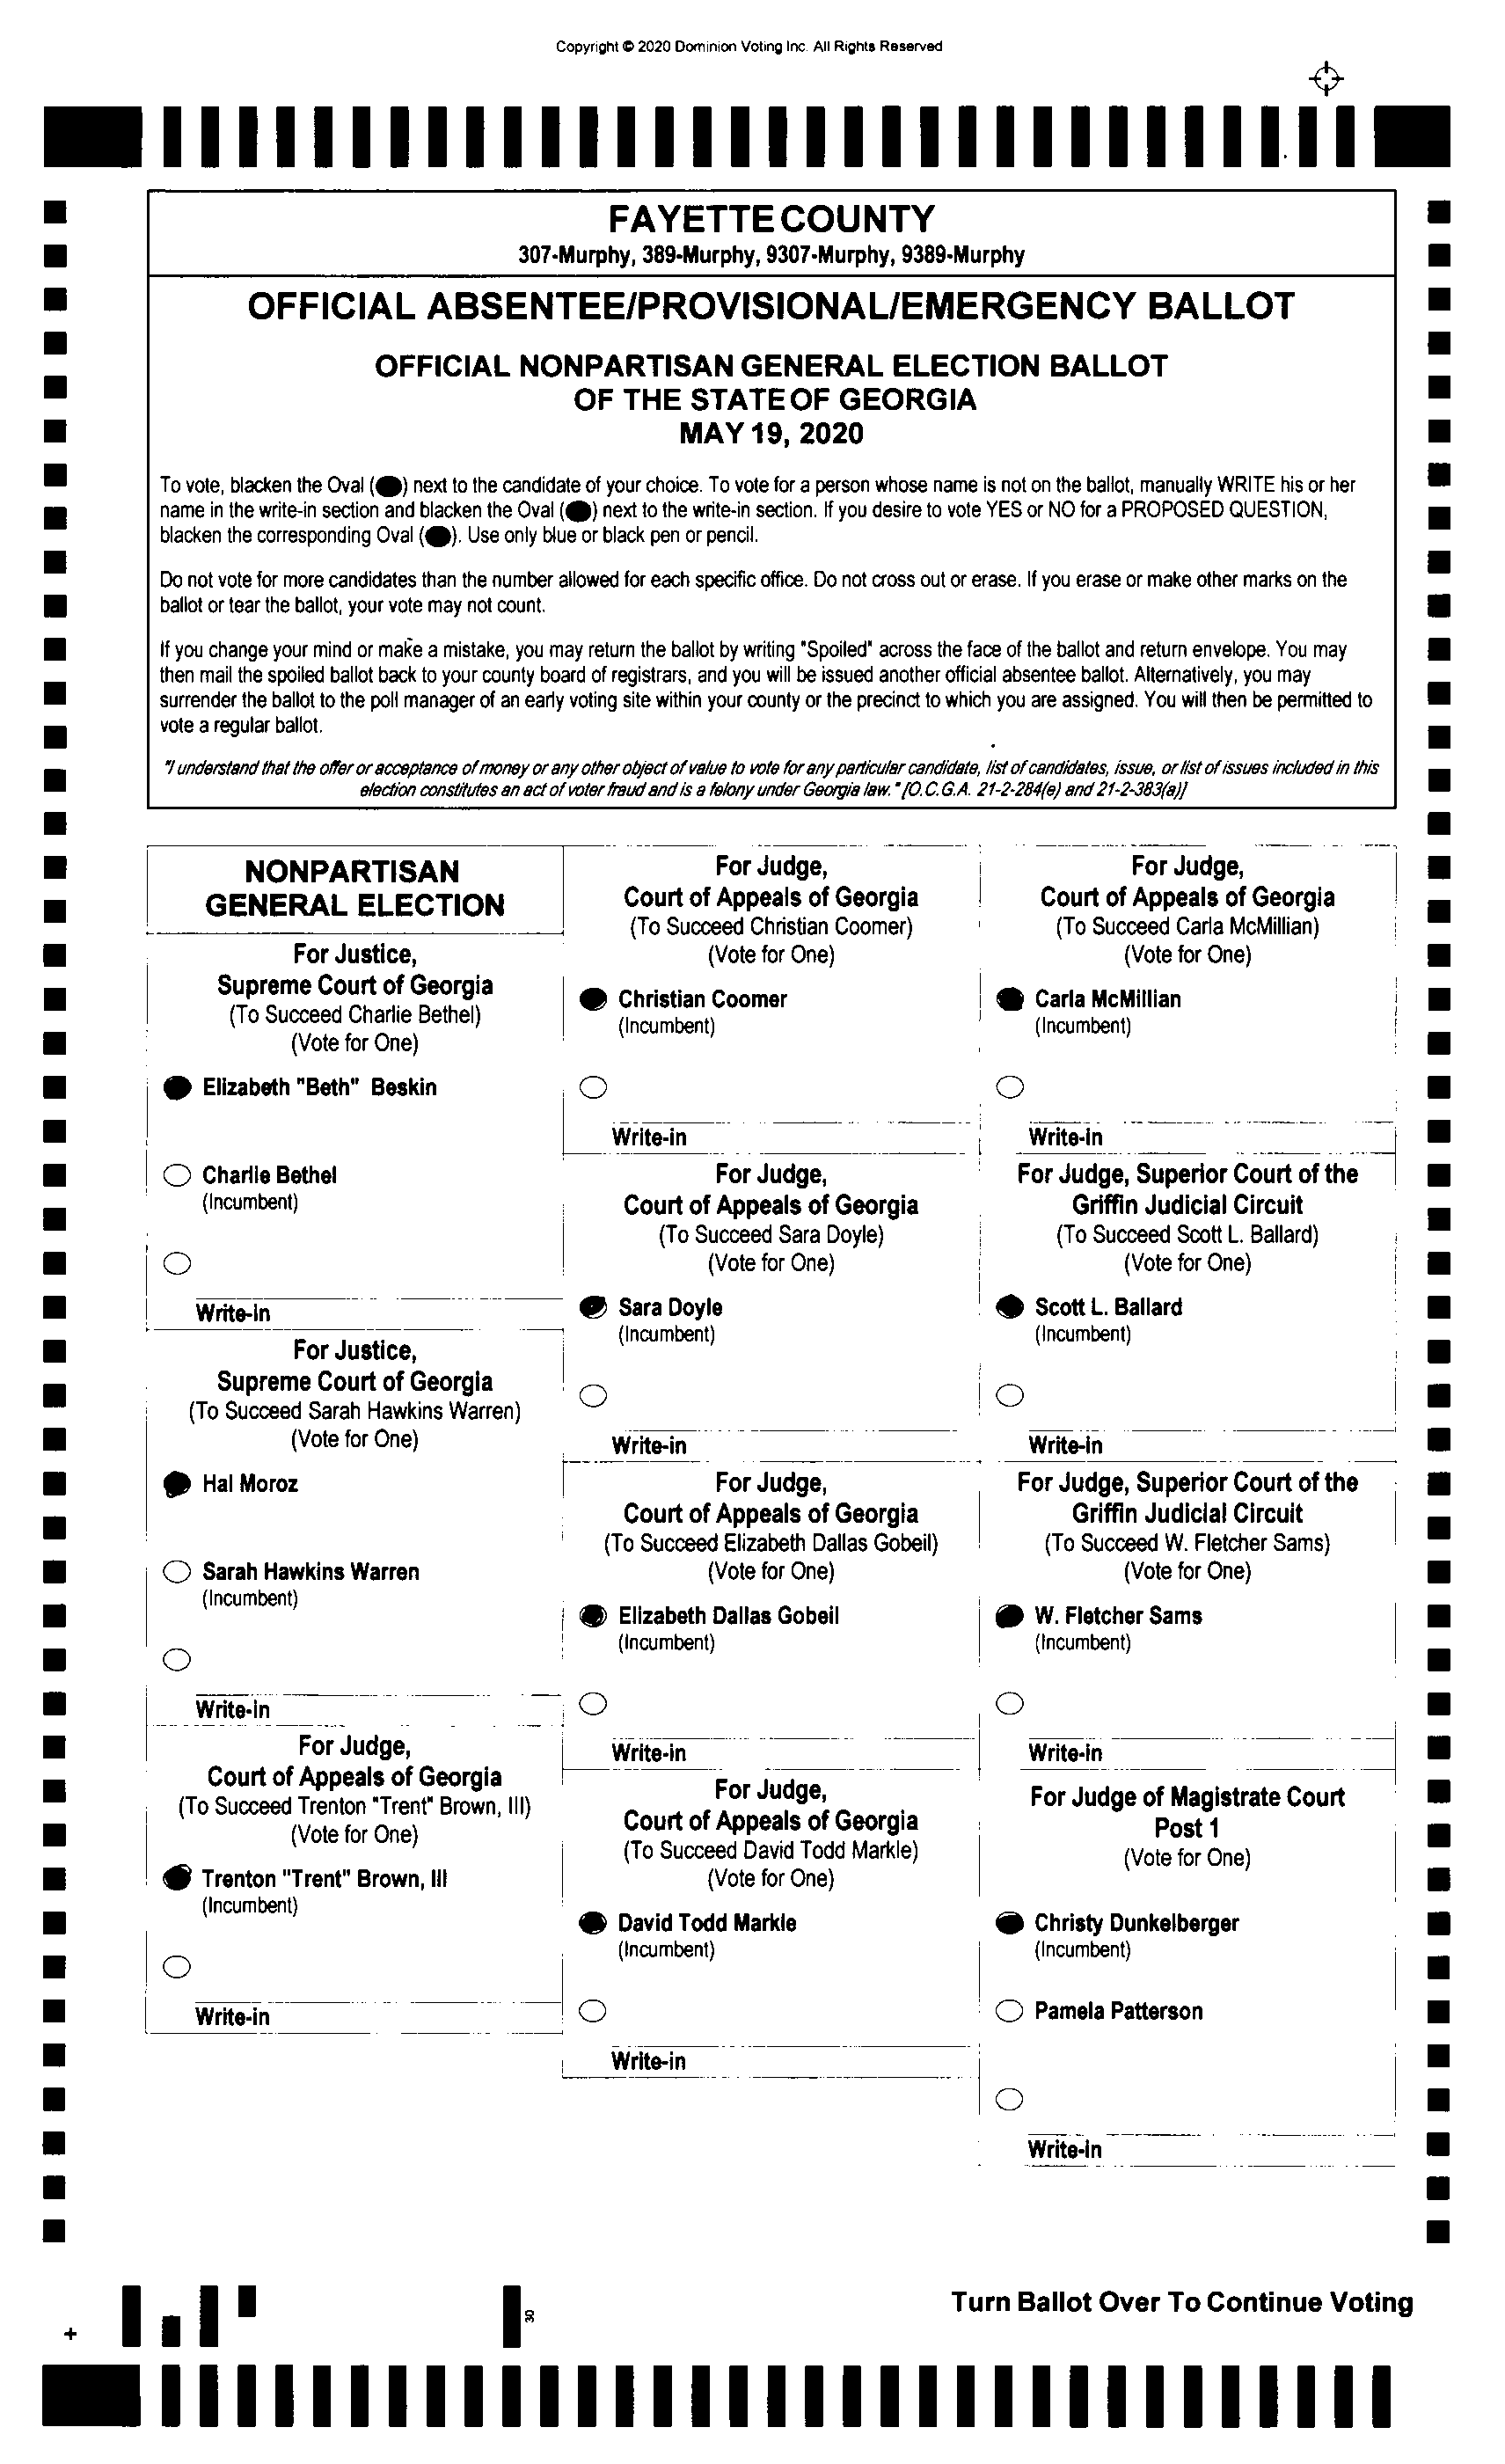 Copyright © 2020 Dominion Voting Inc. All Rights Reserved
FAYETTE COUNTY
307-Murphy, 389-Murphy, 9307-Murphy, 9389-Murphy
OFFICIAL ABSENTEE/PROVISIONAL/EMERGENCY BALLOT
OFFICIAL NONPARTISAN GENERAL ELECTION BALLOT
OF THE STATE OF GEORGIA
MAY 19, 2020
To vote, blacken the Oval (⬬) next to the candidate of your choice. To vote for a person whose name is not on the ballot, manually WRITE his or her
name in the write-in section and blacken the Oval (⬬) next to the write-in section. If you desire to vote YES or NO for a PROPOSED QUESTION,
blacken the corresponding Oval (⬬). Use only blue or black pen or pencil.
Do not vote for more candidates than the number allowed for each specific office. Do not cross out or erase. If you erase or make other marks on the
ballot or tear the ballot, your vote may not count.
If you change your mind or make a mistake, you may return the ballot by writing "Spoiled" across the face of the ballot and return envelope. You may
then mail the spoiled ballot back to your county board of registrars, and you will be issued another official absentee ballot. Alternatively, you may
surrender the ballot to the poll manager of an early voting site within your county or the precinct to which you are assigned. You will then be permitted to
vote a regular ballot.
"I understand that the offer or acceptance of money or any other object of value to vote for any particular candidate, list of candidates, issue, or list of issues included in this
election constitutes an act of voter fraud and is a felony under Georgia law." [O.C.G.A. 21-2-284(e) and 21-2-383(a)]
NONPARTISAN
GENERAL ELECTION
For Justice,
Supreme Court of Georgia
(To Succeed Charlie Bethel)
(Vote for One)
Elizabeth "Beth" Beskin
Charlie Bethel
(Incumbent)
Write-in
For Justice,
Supreme Court of Georgia
(To Succeed Sarah Hawkins Warren)
(Vote for One)
Hal Moroz
Sarah Hawkins Warren
(Incumbent)
Write-in
For Judge,
Court of Appeals of Georgia
(To Succeed Trenton "Trent" Brown, III)
(Vote for One)
Trenton "Trent" Brown, III
(Incumbent)
Write-in
For Judge,
Court of Appeals of Georgia
(To Succeed Christian Coomer)
(Vote for One)
Christian Coomer
(Incumbent)
Write-in
For Judge,
Court of Appeals of Georgia
(To Succeed Sara Doyle)
(Vote for One)
Sara Doyle
(Incumbent)
Write-in
For Judge,
Court of Appeals of Georgia
(To Succeed Elizabeth Dallas Gobeil)
(Vote for One)
Elizabeth Dallas Gobeil
(Incumbent)
Write-in
For Judge,
Court of Appeals of Georgia
(To Succeed David Todd Markle)
(Vote for One)
David Todd Markle
(Incumbent)
Write-in
For Judge,
Court of Appeals of Georgia
(To Succeed Carla McMillian)
(Vote for One)
Carla McMillian
(Incumbent)
Write-in
For Judge, Superior Court of the
Griffin Judicial Circuit
(To Succeed Scott L. Ballard)
(Vote for One)
Scott L. Ballard
(Incumbent)
Write-in
For Judge, Superior Court of the
Griffin Judicial Circuit
(To Succeed W. Fletcher Sams)
(Vote for One)
W. Fletcher Sams
(Incumbent)
Write-in
For Judge of Magistrate Court
Post 1
(Vote for One)
Christy Dunkelberger
(Incumbent)
Pamela Patterson
Write-in
Turn Ballot Over To Continue Voting
30
+